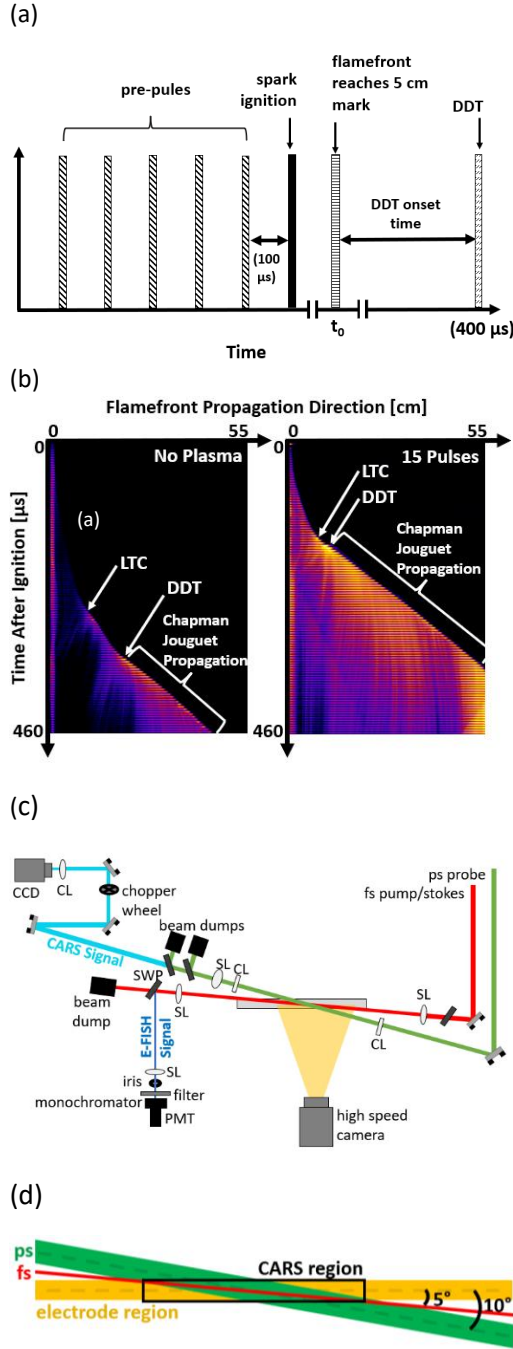 (a)
pre-pules
spark
ignition
flamefront
reaches 5 cm
mark
DDT
(100
µs)
DDT onset
time
t0
(400 µs)
Time
(b)
Flamefront Propagation Direction [cm]
0 55
0
No Plasma
(a)
LTC
DDT
Chapman
Jouguet
Propagation
460
Time After Ignition [µs]
0 55
0
15 Pulses
LTC
DDT
Chapman
Jouguet
Propagation
460
(c)
CCD
CL
chopper
wheel
CARS Signal
beam dumps
ps probe
fs pump/stokes
SWP
SL
CL
beam
dump
SL
SL
CL
E-FISH
Signal
SL
iris
filter
monochromator
PMT
high speed
camera
(d)
ps
fs
CARS region
electrode region
5°
10°